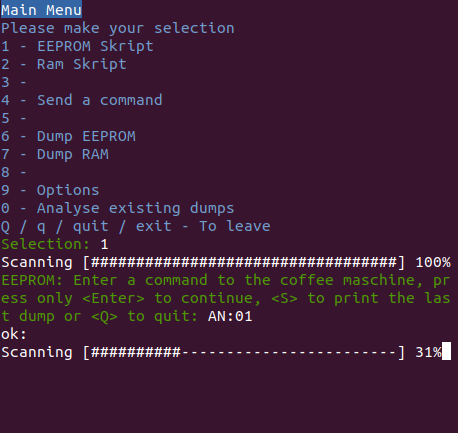 Main Menu
Please make your selection
1 - EEPROM Skript
2 - Ram Skript
3 -
4 - Send a command
5 -
6 - Dump EEPROM
7 - Dump RAM
8 -
9 - Options
0 - Analyse existing dumps
Q / q / quit / exit - To leave
Selection: 1
Scanning [##################################] 100%
EEPROM: Enter a command to the coffee maschine, pr
ess only <Enter> to continue, <S> to print the las
t dump or <Q> to quit: AN:01
ok:
Scanning [##########------------------------] 31%